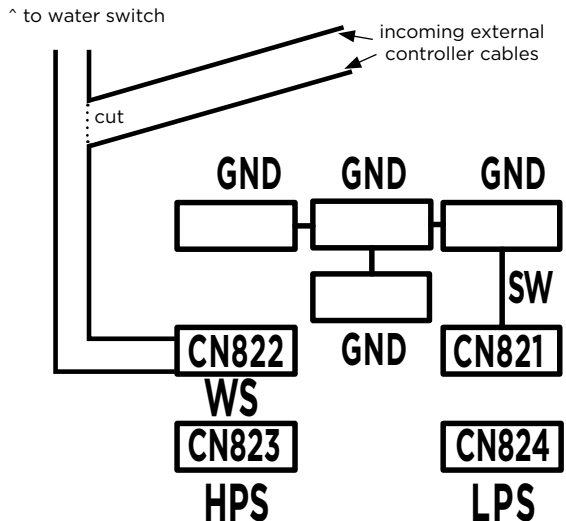 ^ to water switch
incoming external
controller cables
cut
GND GND GND
SW
CN822 GND CN821
WS
CN823 CN824
HPS LPS